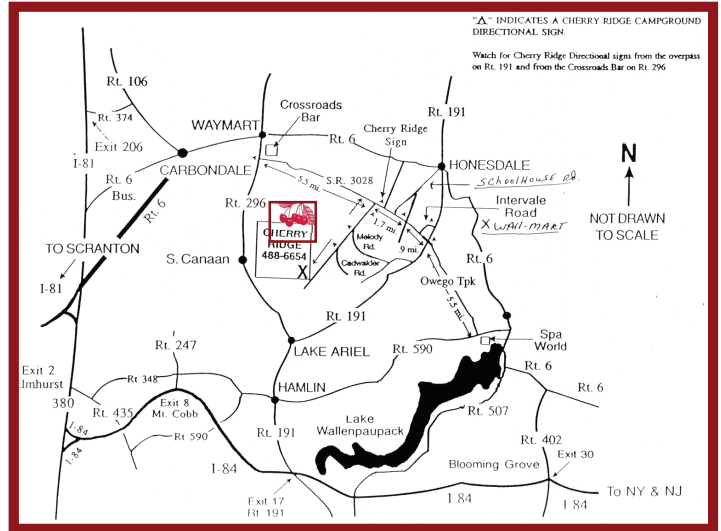 "Δ" INDICATES A CHERRY RIDGE CAMPGROUND
DIRECTIONAL SIGN.
Watch for Cherry Ridge Directional signs from the overpass
on Rt. 191 and from the Crossroads Bar on Rt. 296
Rt. 106
Rt. 374
Exit 206
I-81
Rt. 6
Bus.
CARBONDALE
Rt. 6
TO SCRANTON
I-81
WAYMART
Crossroads
Bar
Rt. 6
Cherry Ridge
Sign
Rt. 191
HONESDALE
SCHOOLHOUSE Rd.
Intervale
Road
X WALL-MART
N
NOT DRAWN
TO SCALE
5.5 mi.
S.R. 3028
Rt. 296
CHERRY
RIDGE
488-6654
X
1.7 mi.
Melody
Rd.
.9 mi.
Cadwalder
Rd.
S. Canaan
Owego Tpk
5.5 mi.
Rt. 6
Rt. 191
LAKE ARIEL
Rt. 590
Spa
World
Rt. 247
Exit 2
Elmhurst
380
Rt 348
Exit 8
Mt. Cobb
Rt. 435
Rt 590
I-84
I-84
HAMLIN
Rt. 191
Lake
Wallenpaupack
Rt. 507
Rt. 6
Rt. 6
Rt. 402
Blooming Grove
Exit 30
I-84
Exit 17
Rt 191
I 84
I 84
To NY & NJ